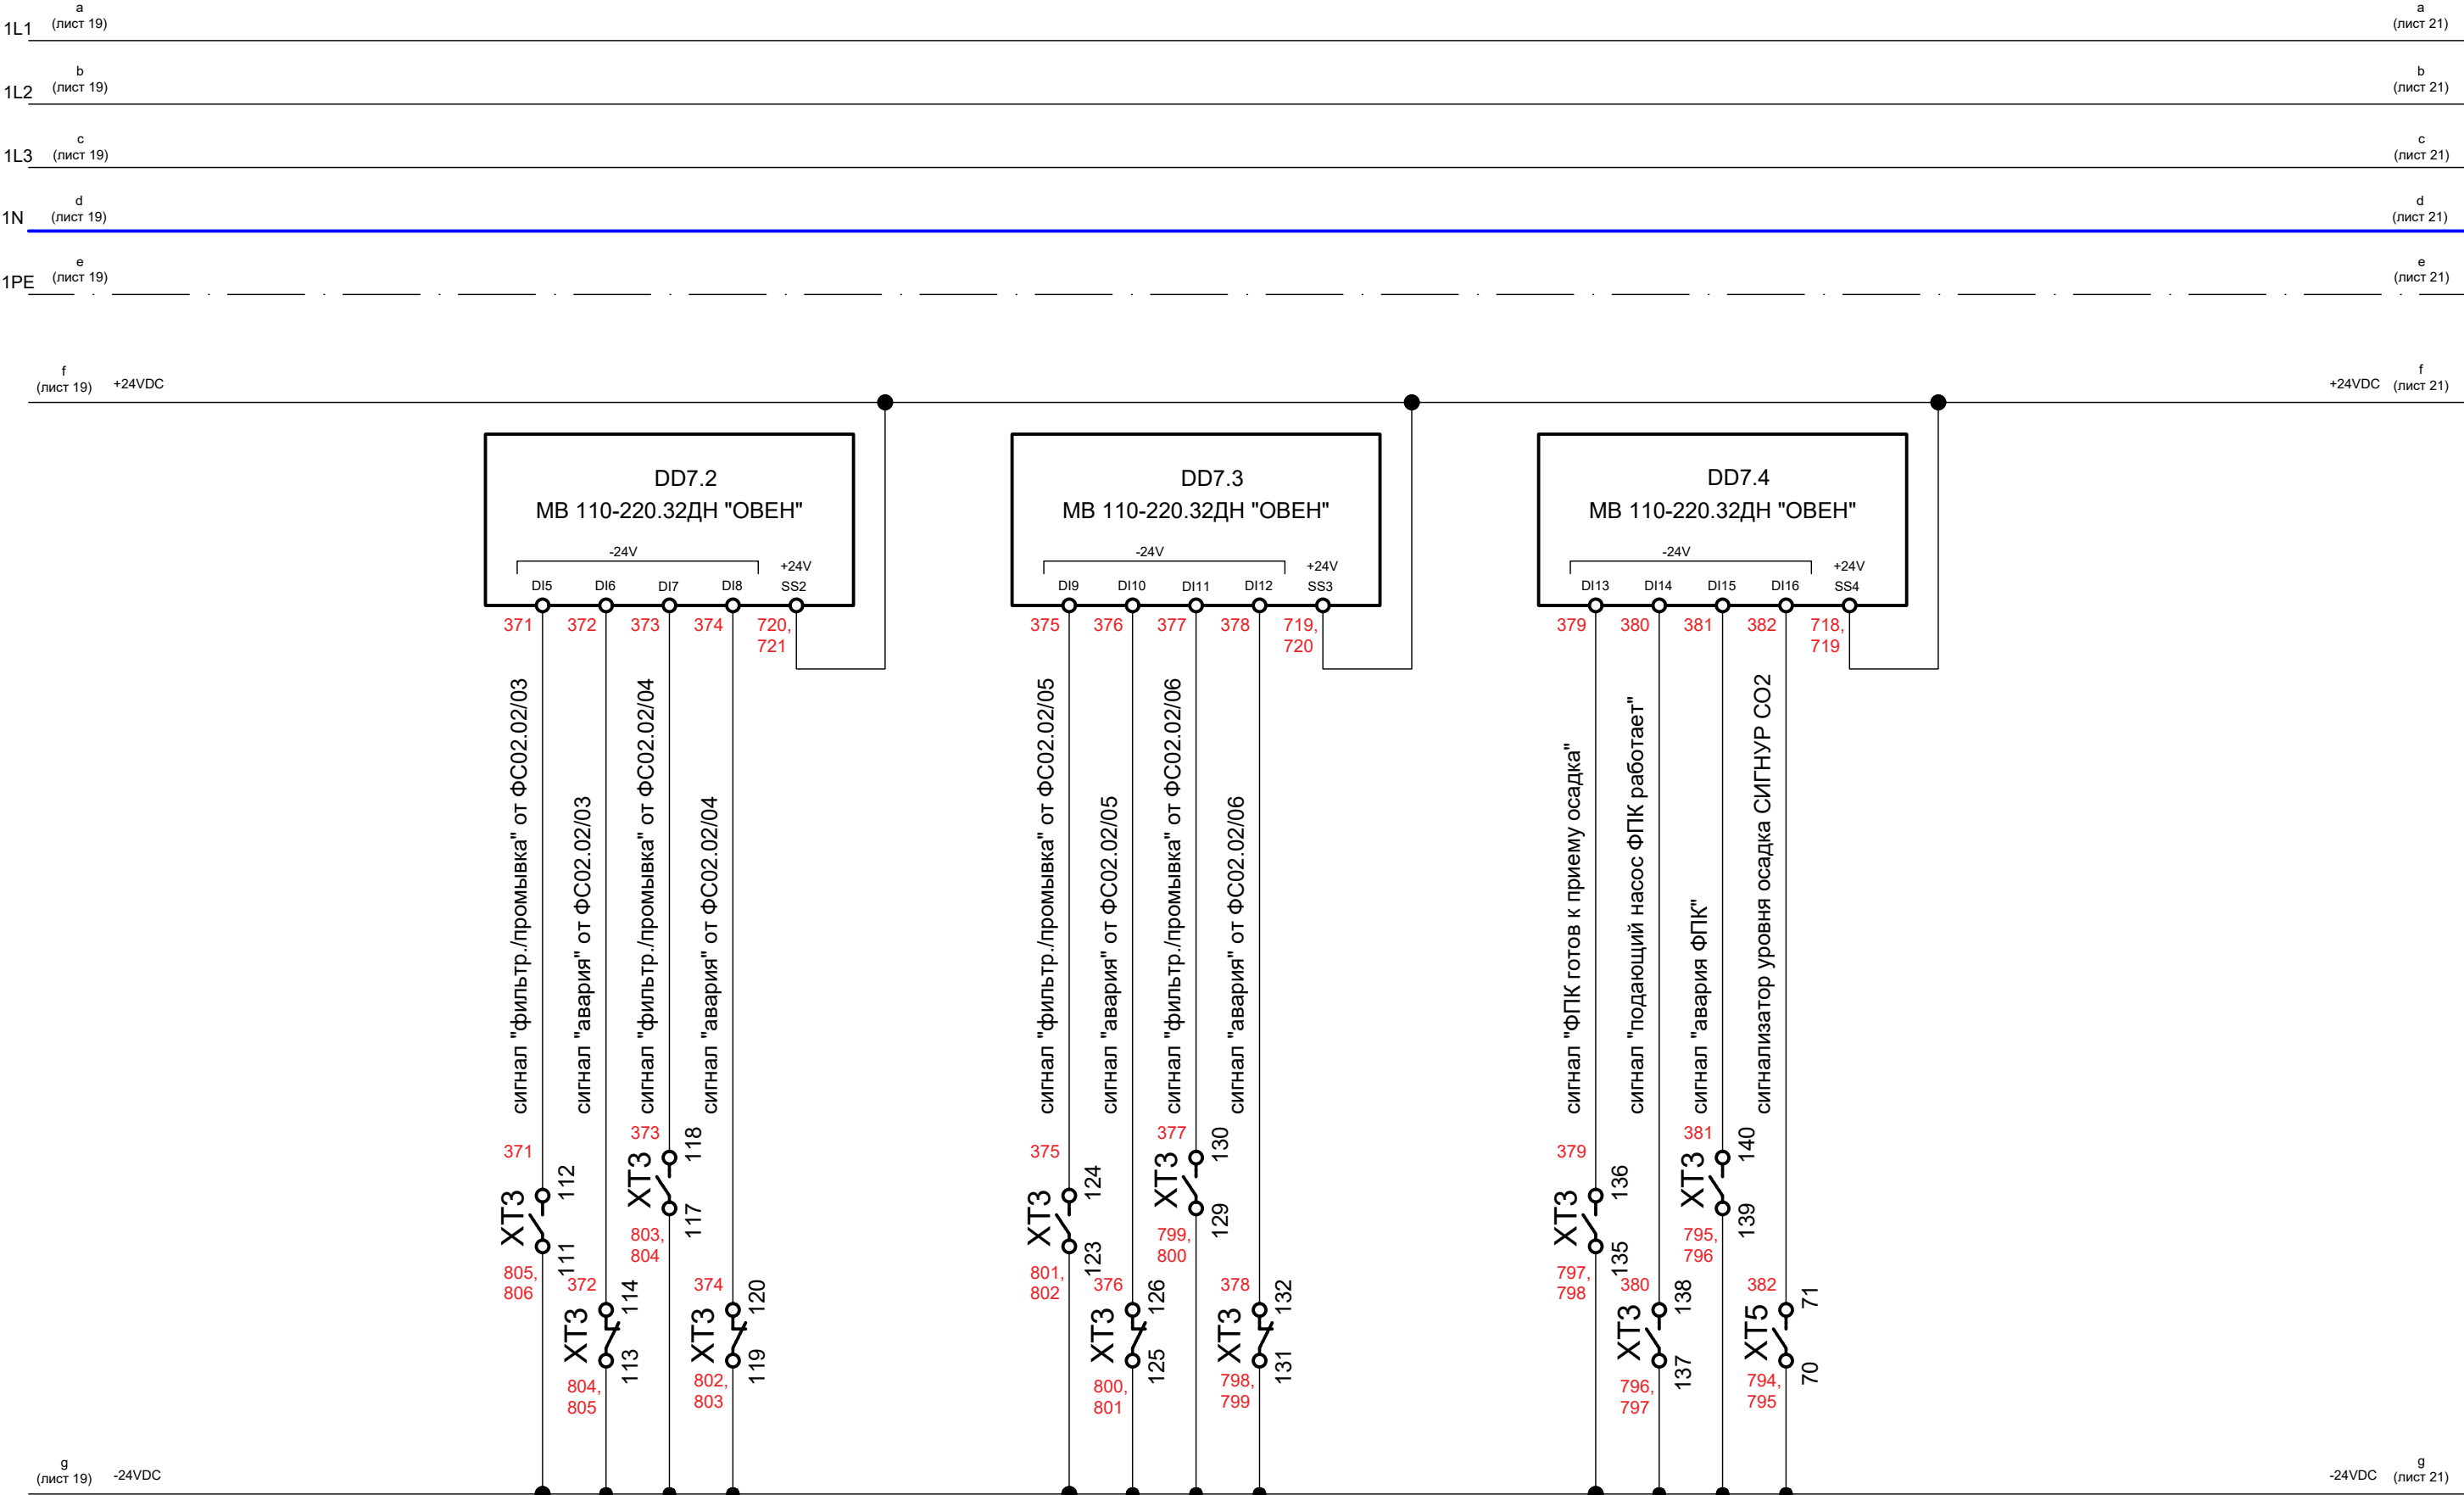 a
(лист 19)
1L1
a
(лист 21)
b
(лист 19)
1L2
b
(лист 21)
c
(лист 19)
1L3
c
(лист 21)
d
(лист 19)
1N
d
(лист 21)
e
(лист 19)
1PE
e
(лист 21)
f
(лист 19)
+24VDC
+24VDC
f
(лист 21)
DD7.2
МВ 110-220.32ДН "ОВЕН"
-24V
+24V
DI5 DI6 DI7 DI8 SS2
371 372 373 374 720,
721
DD7.3
МВ 110-220.32ДН "ОВЕН"
-24V
+24V
DI9 DI10 DI11 DI12 SS3
375 376 377 378 719,
720
DD7.4
МВ 110-220.32ДН "ОВЕН"
-24V
+24V
DI13 DI14 DI15 DI16 SS4
379 380 381 382 718,
719
сигнал "фильтр./промывка" от ФС02.02/03
сигнал "авария" от ФС02.02/03
сигнал "фильтр./промывка" от ФС02.02/04
сигнал "авария" от ФС02.02/04
сигнал "фильтр./промывка" от ФС02.02/05
сигнал "авария" от ФС02.02/05
сигнал "фильтр./промывка" от ФС02.02/06
сигнал "авария" от ФС02.02/06
сигнал "ФПК готов к приему осадка"
сигнал "подающий насос ФПК работает"
сигнал "авария ФПК"
сигнализатор уровня осадка СИГНУР СО2
371
112
XT3
111
805,
806
372
114
XT3
113
804,
805
373
118
XT3
117
803,
804
374
120
XT3
119
802,
803
375
124
XT3
123
801,
802
376
126
XT3
125
800,
801
377
130
XT3
129
799,
800
378
132
XT3
131
798,
799
379
136
XT3
135
797,
798
380
138
XT3
137
796,
797
381
140
XT3
139
795,
796
382
71
XT5
70
794,
795
g
(лист 19)
-24VDC
-24VDC
g
(лист 21)